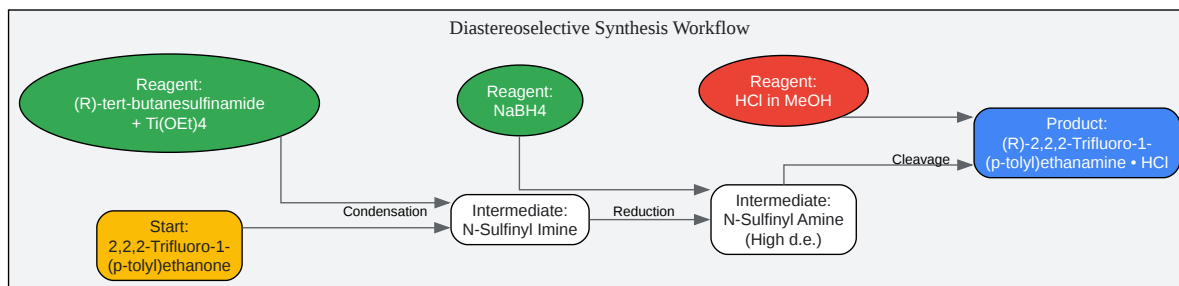 Diastereoselective Synthesis Workflow
Reagent:
(R)-tert-butanesulfinamide
+ Ti(OEt)4
Reagent:
NaBH4
Reagent:
HCl in MeOH
Product:
(R)-2,2,2-Trifluoro-1-
(p-tolyl)ethanamine • HCl
Cleavage
Start:
2,2,2-Trifluoro-1-
(p-tolyl)ethanone
Condensation
Intermediate:
N-Sulfinyl Imine
Reduction
Intermediate:
N-Sulfinyl Amine
(High d.e.)